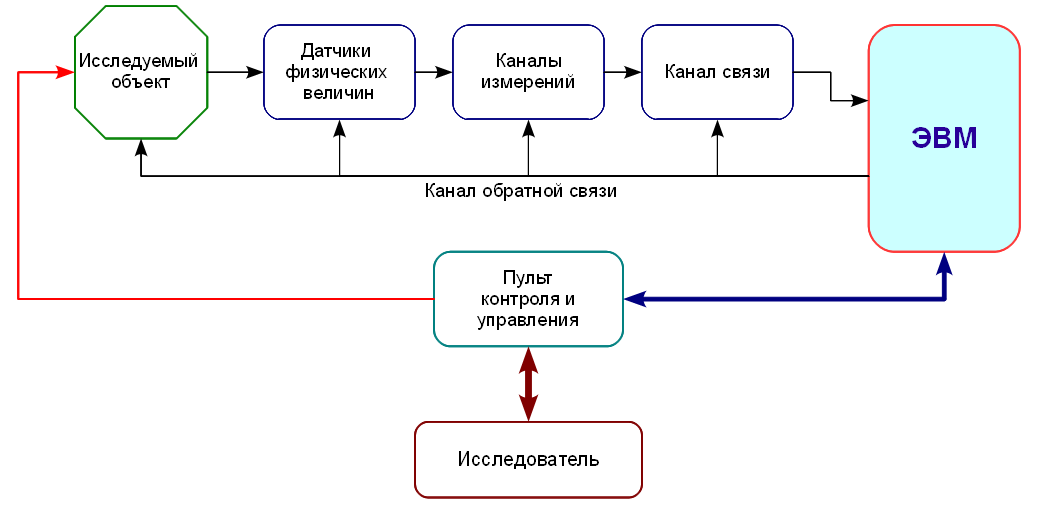 Исследуемый
объект
Датчики
физических
величин
Каналы
измерений
Канал связи
ЭВМ
Канал обратной связи
Пульт
контроля и
управления
Исследователь